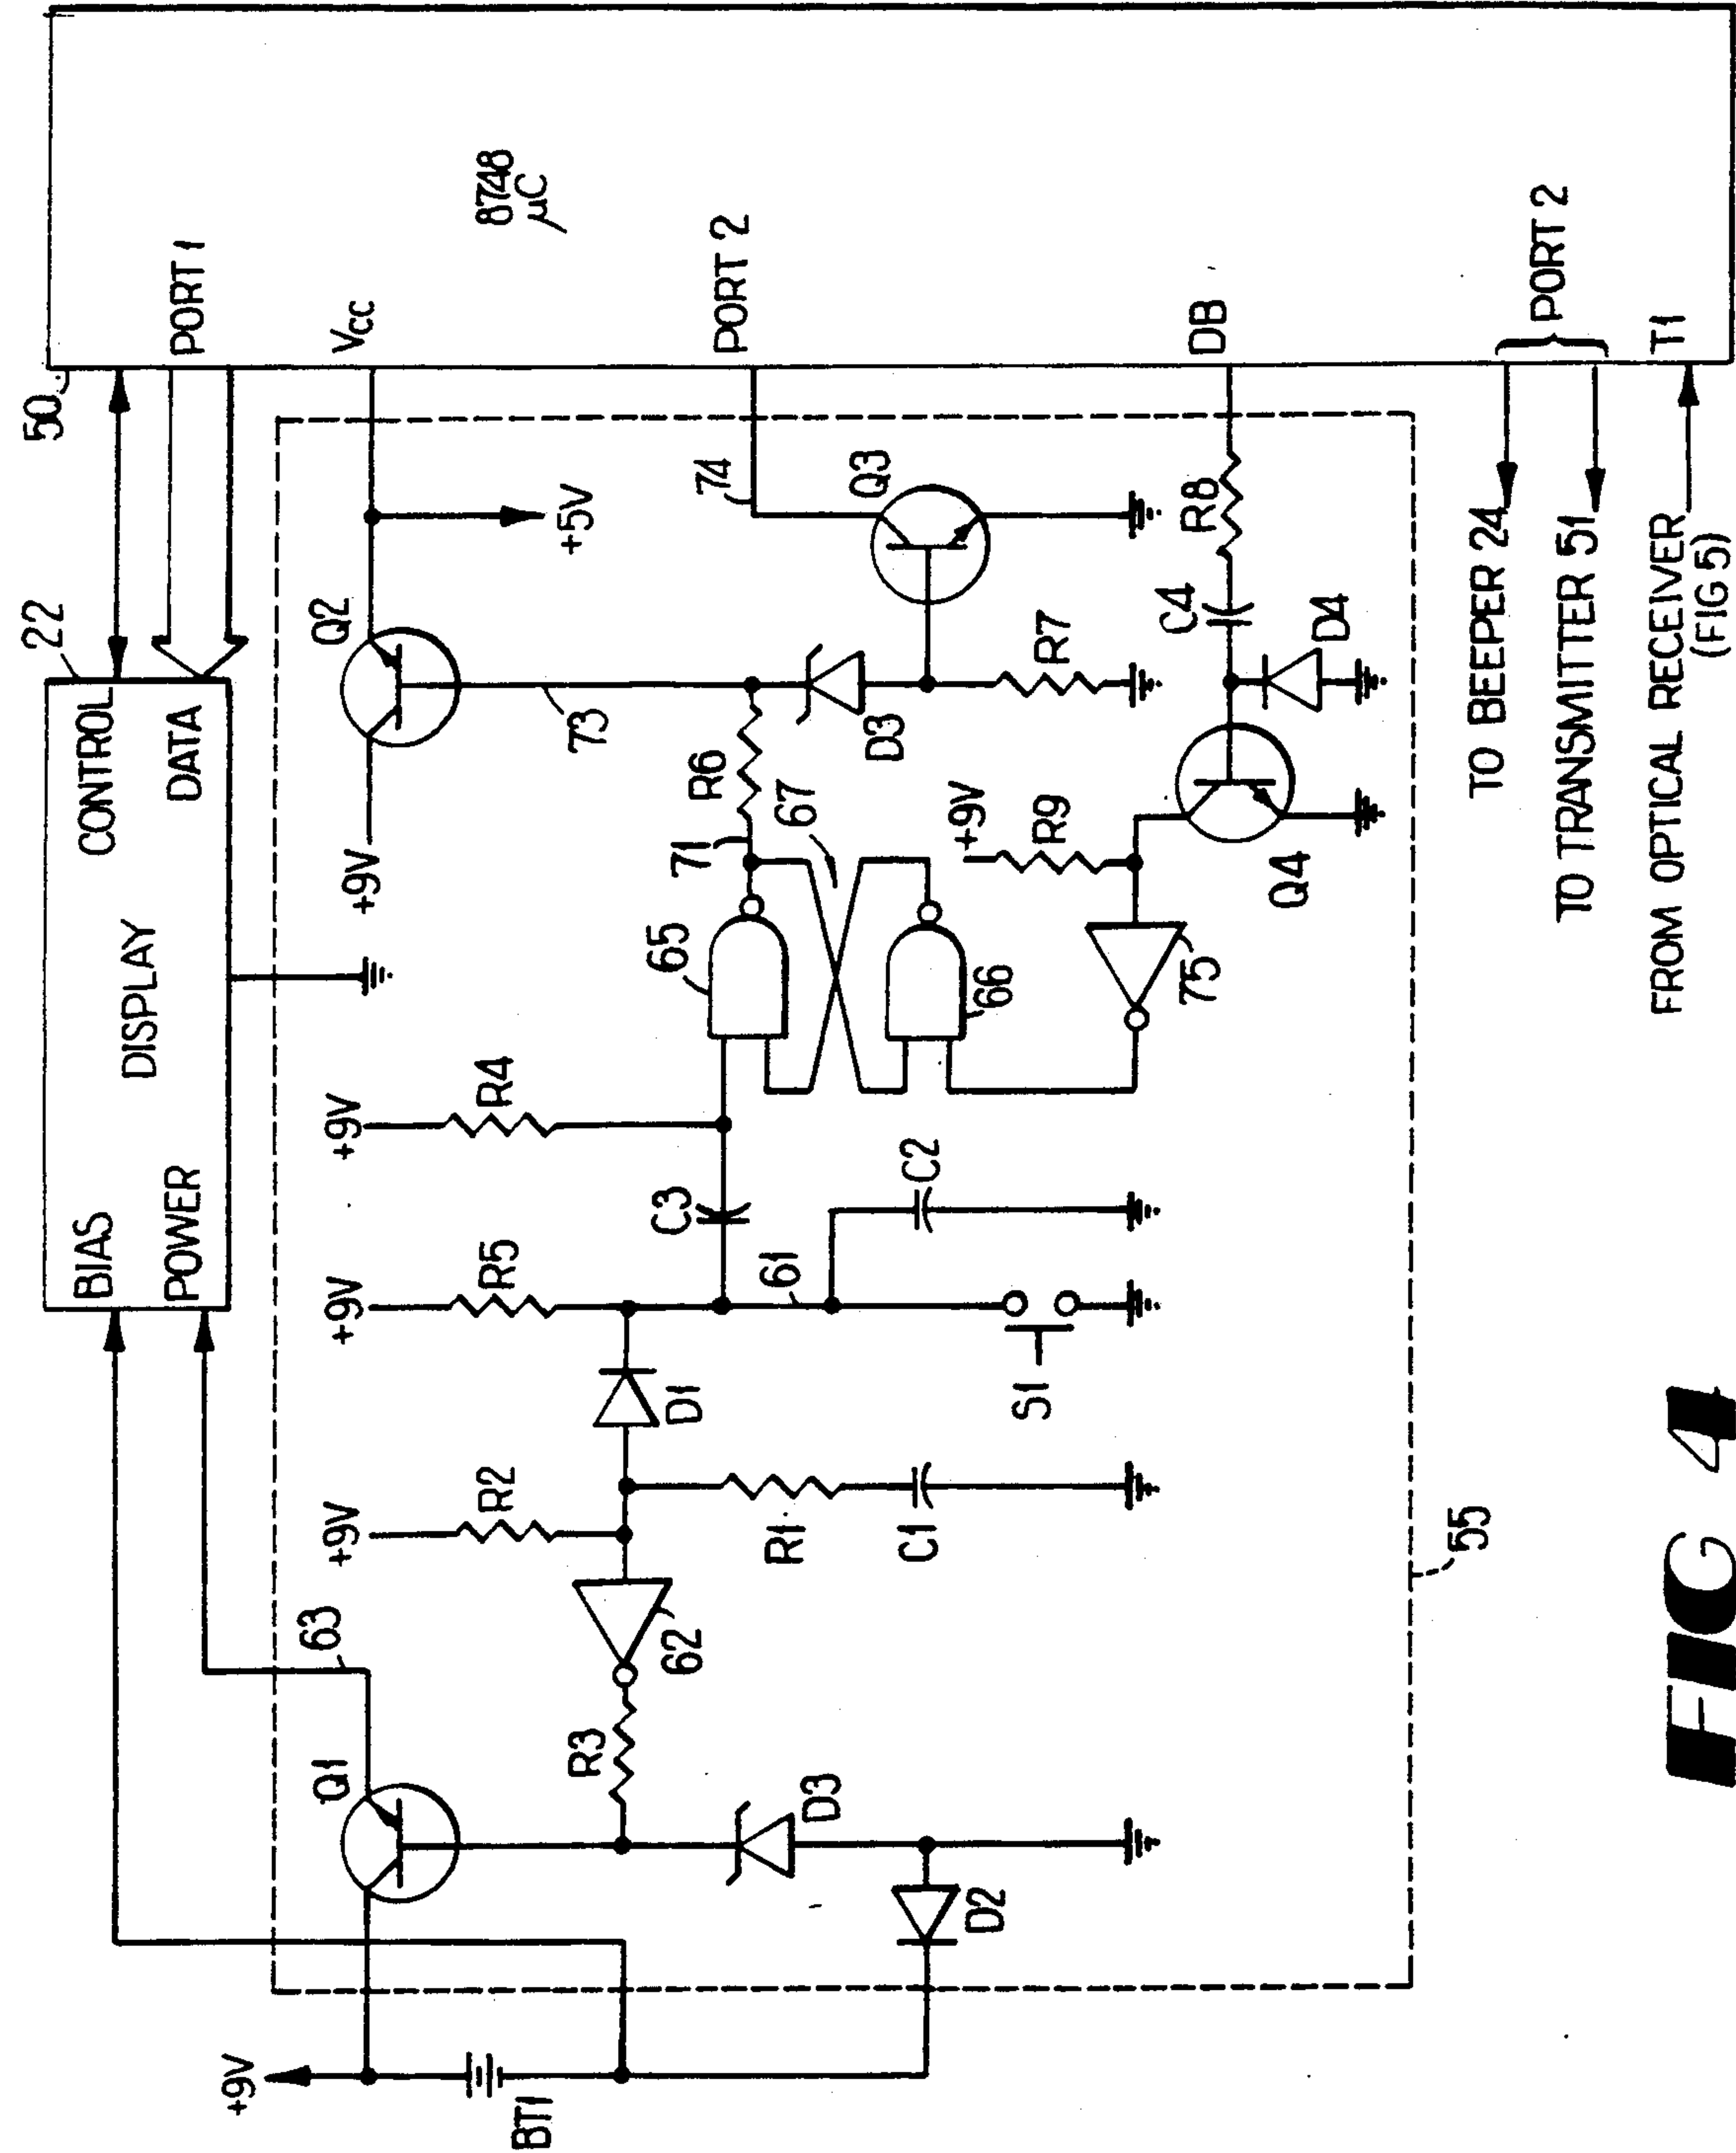 50
22
CONTROL
DATA
DISPLAY
BIAS
POWER
PORT 1
8748
µC
Vcc
PORT 2
DB
PORT 2
T1
+9V
BT1
Q1
63
R3
D3
D2
62
+9V
R2
R1
C1
D1
+9V
R5
61
S1
C3
C2
+9V
R4
65
66
67
71
R6
73
D3
R7
+9V
Q2
+5V
74
Q3
+9V
R9
75
Q4
D4
C4
R8
55
TO BEEPER 24
TO TRANSMITTER 51
FROM OPTICAL RECEIVER
(FIG 5)
FIG 4